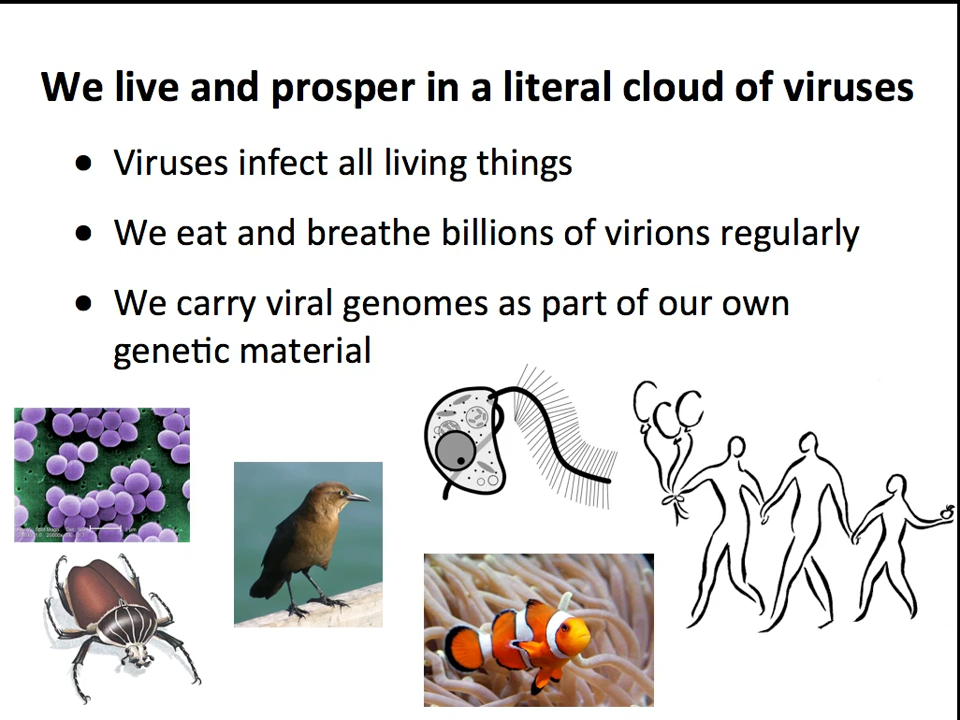 We live and prosper in a literal cloud of viruses
● Viruses infect all living things
● We eat and breathe billions of virions regularly
● We carry viral genomes as part of our own
genetic material